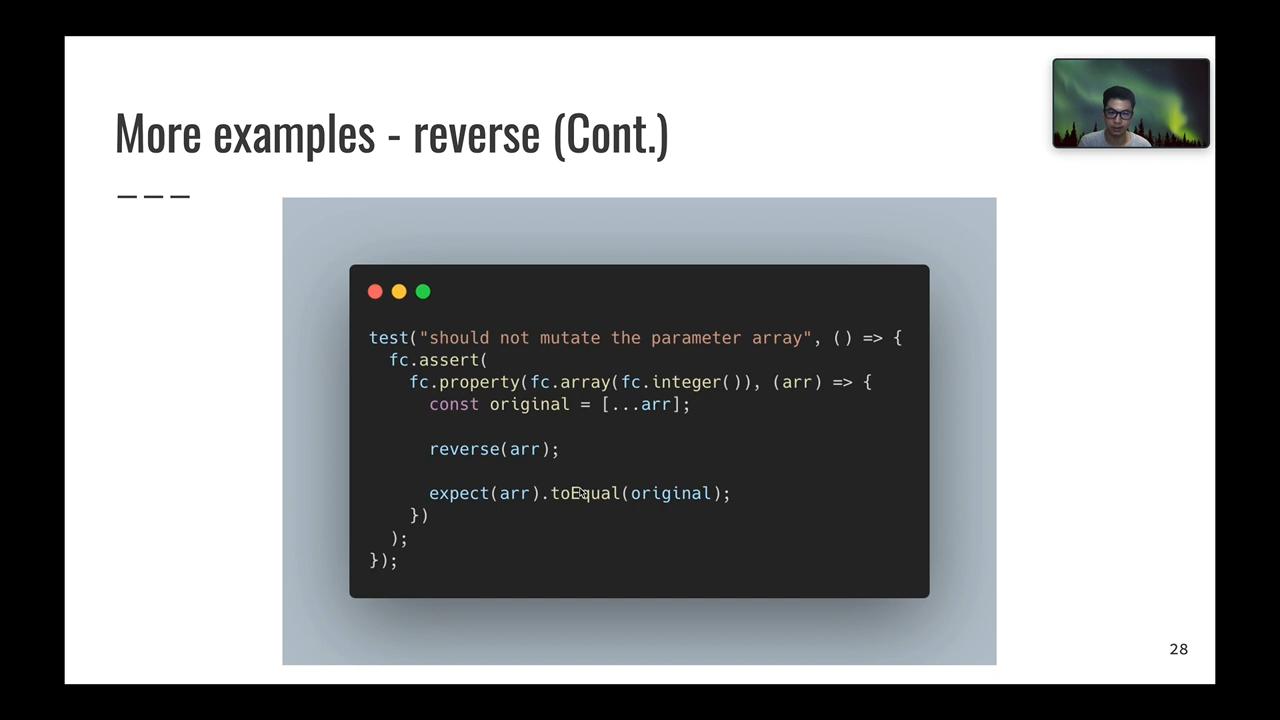 More examples - reverse (Cont.)
test("should not mutate the parameter array", () => {
  fc.assert(
    fc.property(fc.array(fc.integer()), (arr) => {
      const original = [...arr];
      reverse(arr);
      expect(arr).toEqual(original);
    })
  );
});
28